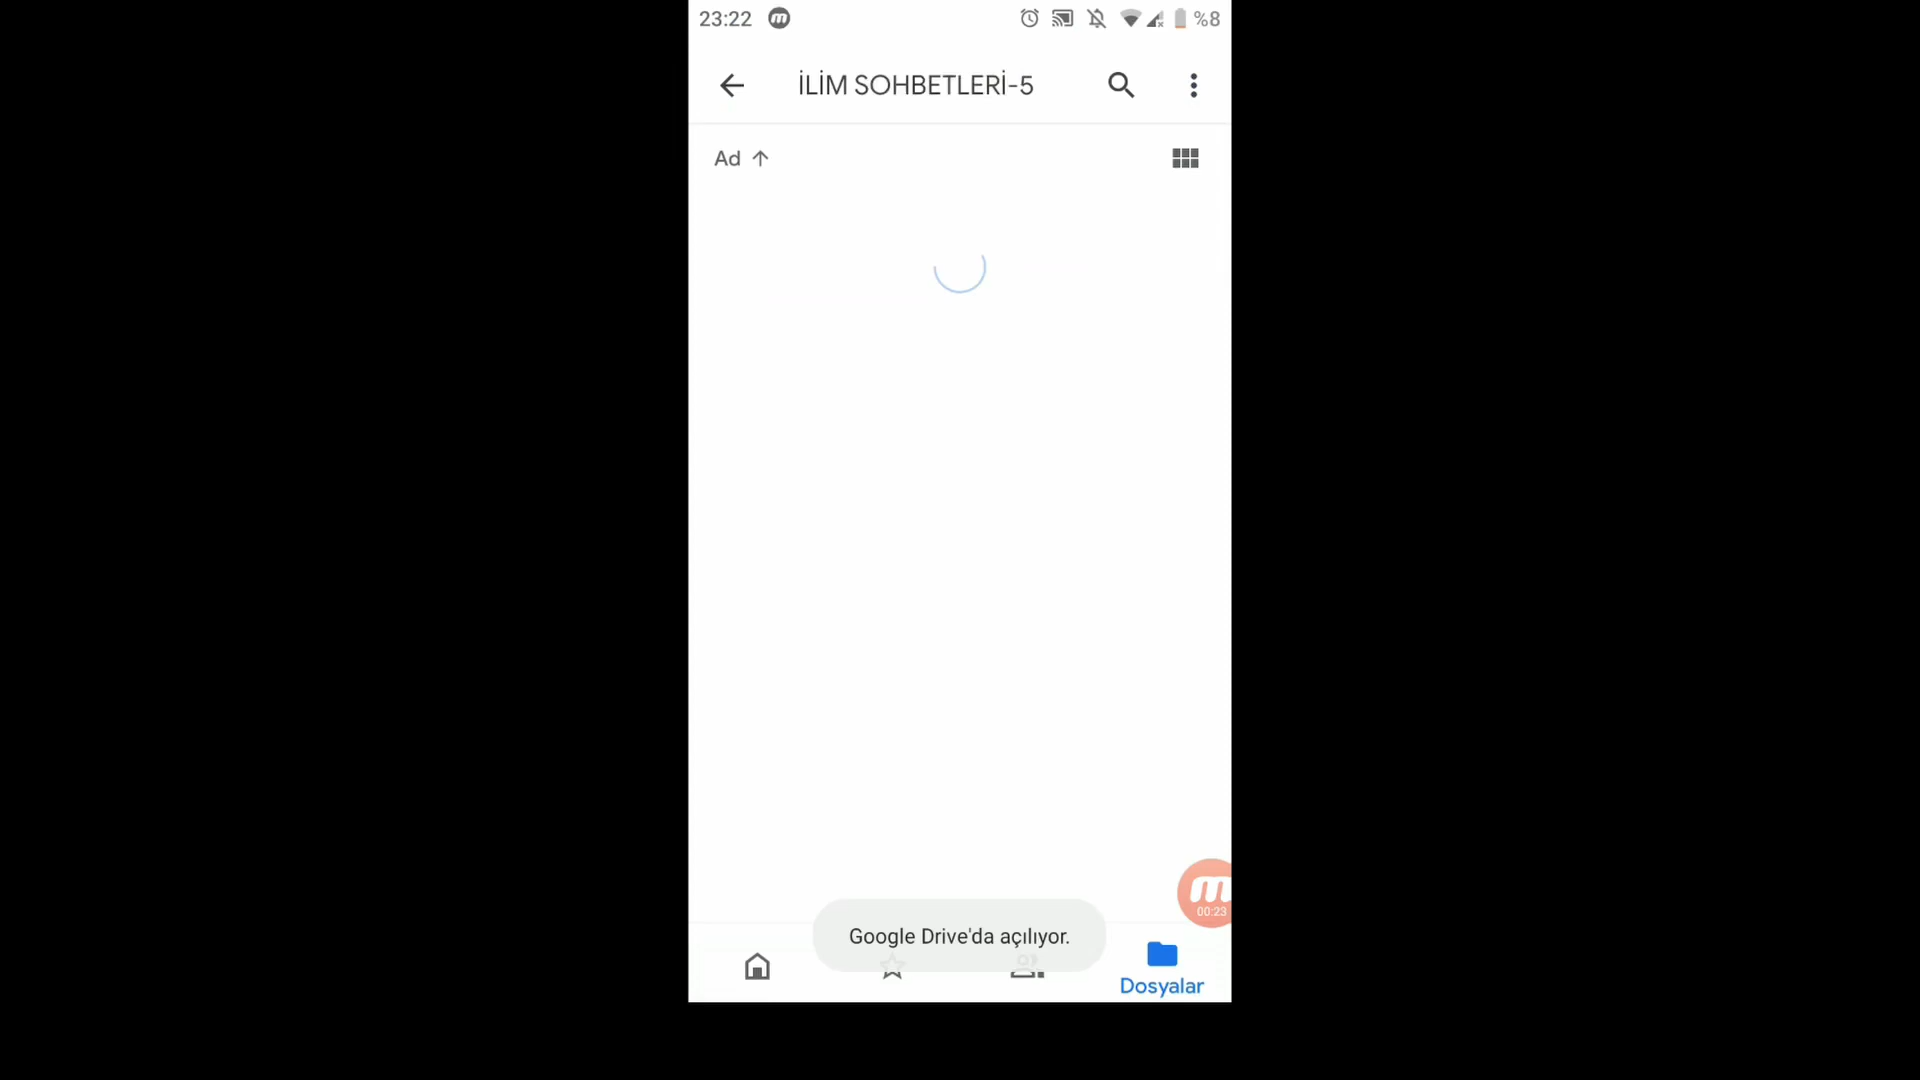 23:22 %8
İLİM SOHBETLERİ-5
Ad
00:23
Google Drive'da açılıyor.
Dosyalar